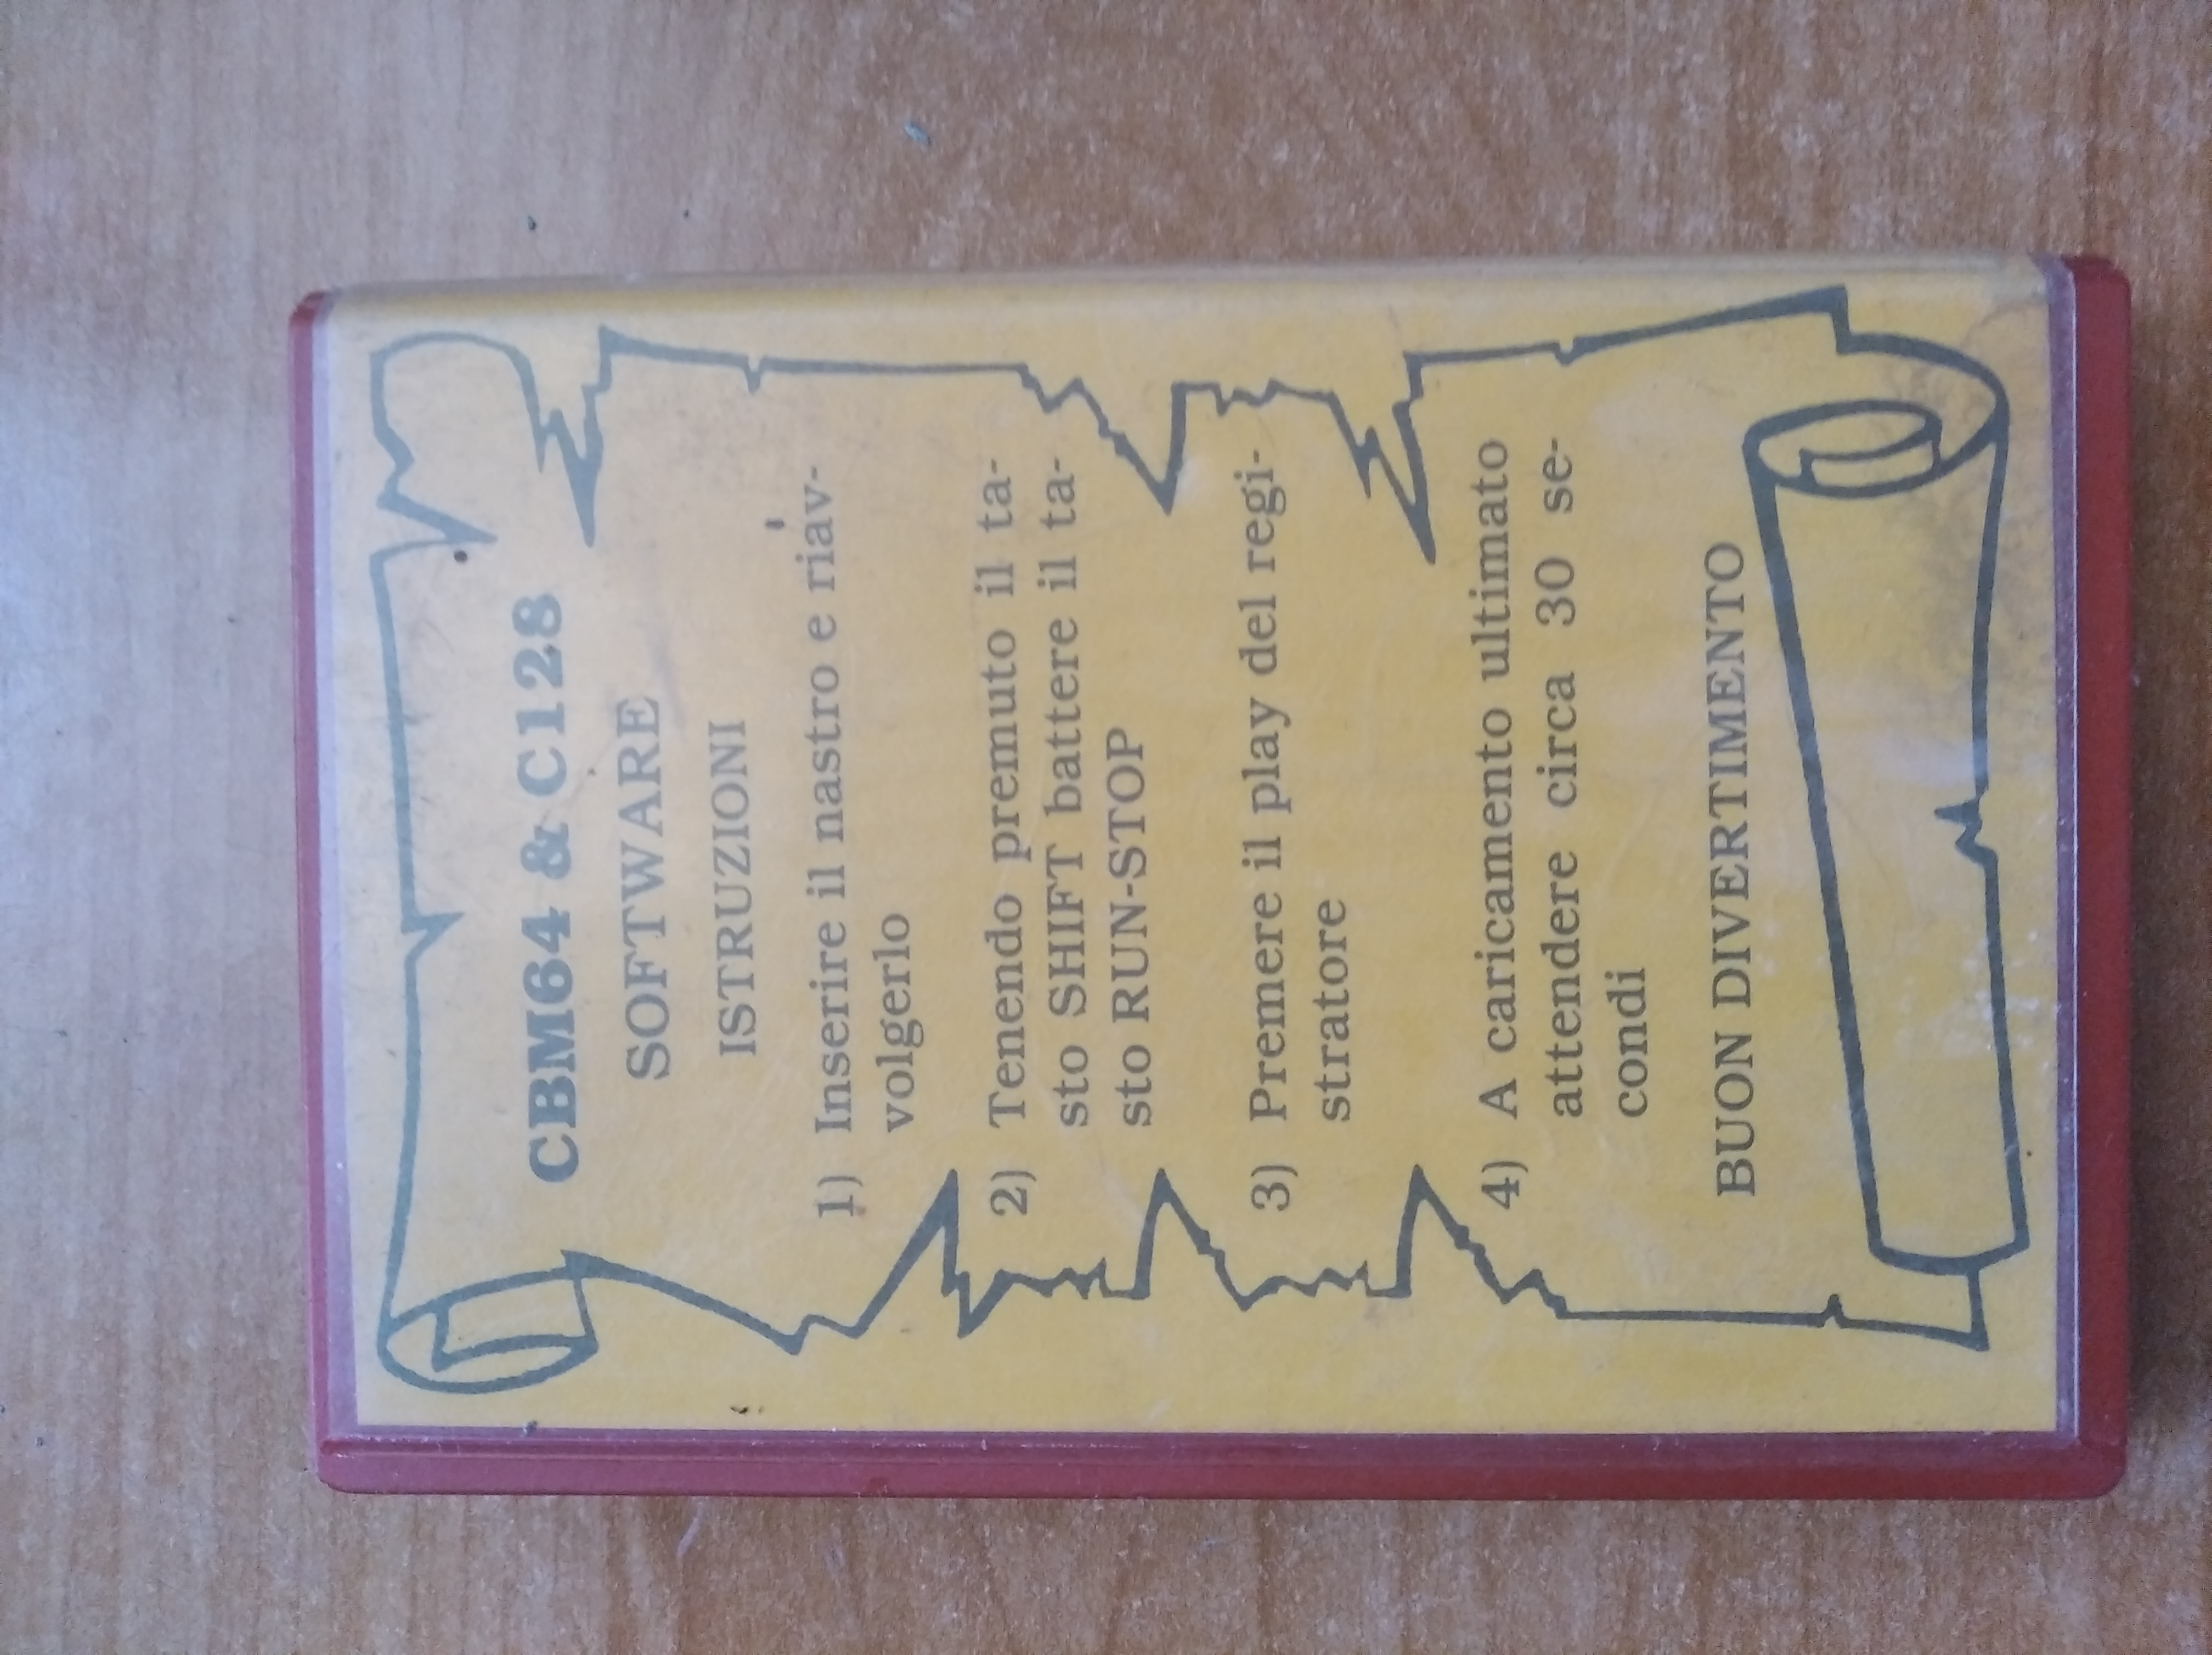 CBM64 & C128
SOFTWARE
ISTRUZIONI
1) Inserire il nastro e riav-
volgerlo
2) Tenendo premuto il ta-
sto SHIFT battere il ta-
sto RUN-STOP
3) Premere il play del regi-
stratore
4) A caricamento ultimato
attendere circa 30 se-
condi
BUON DIVERTIMENTO